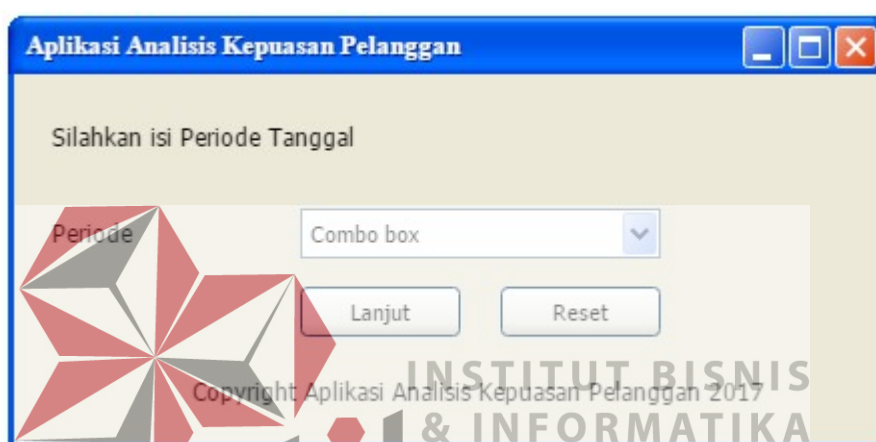 Aplikasi Analisis Kepuasan Pelanggan
Silahkan isi Periode Tanggal
Periode
Combo box
Lanjut
Reset
INSTITUT BISNIS
Copyright Aplikasi Analisis Kepuasan Pelanggan 2017
& INFORMATIKA